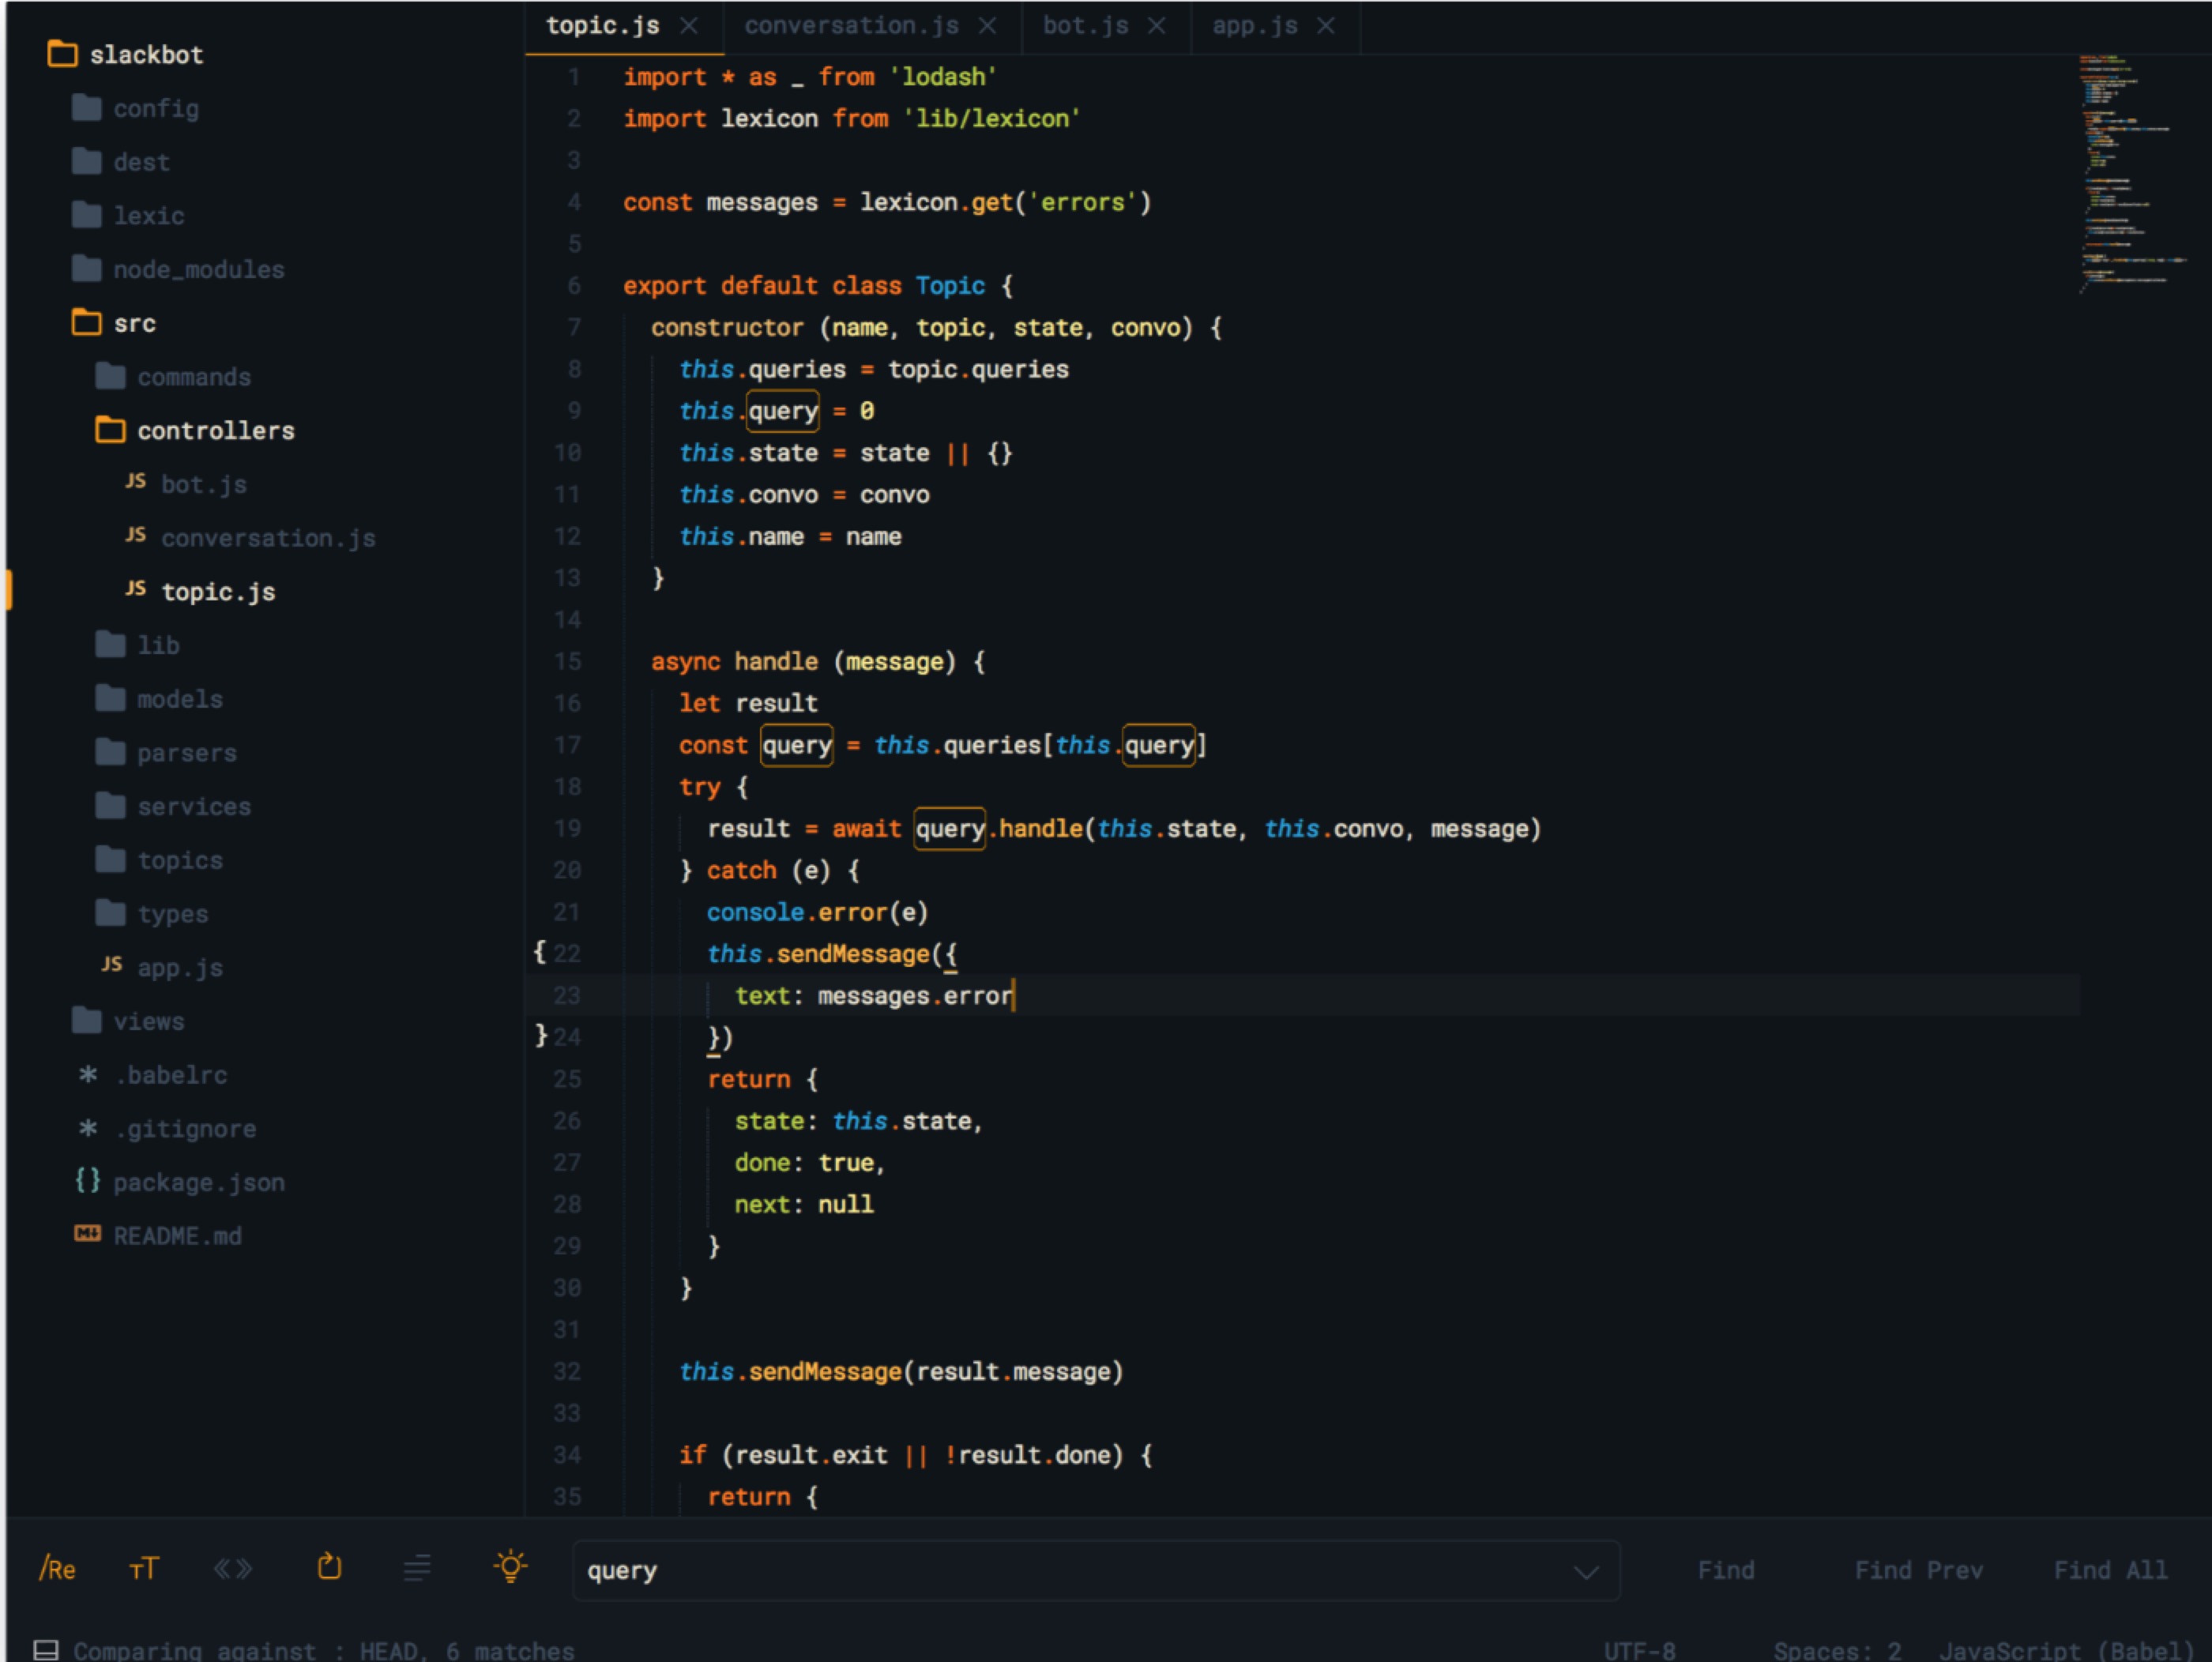 slackbot
config
dest
lexic
node_modules
src
commands
controllers
JS bot.js
JS conversation.js
JS topic.js
lib
models
parsers
services
topics
types
JS app.js
views
* .babelrc
* .gitignore
{} package.json
M↓ README.md
topic.js × conversation.js × bot.js × app.js ×
1 import * as _ from 'lodash'
2 import lexicon from 'lib/lexicon'
3
4 const messages = lexicon.get('errors')
5
6 export default class Topic {
7 constructor (name, topic, state, convo) {
8 this.queries = topic.queries
9 this.query = 0
10 this.state = state || {}
11 this.convo = convo
12 this.name = name
13 }
14
15 async handle (message) {
16 let result
17 const query = this.queries[this.query]
18 try {
19 result = await query.handle(this.state, this.convo, message)
20 } catch (e) {
21 console.error(e)
{ 22 this.sendMessage({
23 text: messages.error
} 24 })
25 return {
26 state: this.state,
27 done: true,
28 next: null
29 }
30 }
31
32 this.sendMessage(result.message)
33
34 if (result.exit || !result.done) {
35 return {
/Re TT «» query Find Find Prev Find All
Comparing against : HEAD, 6 matches UTF-8 Spaces: 2 JavaScript (Babel)